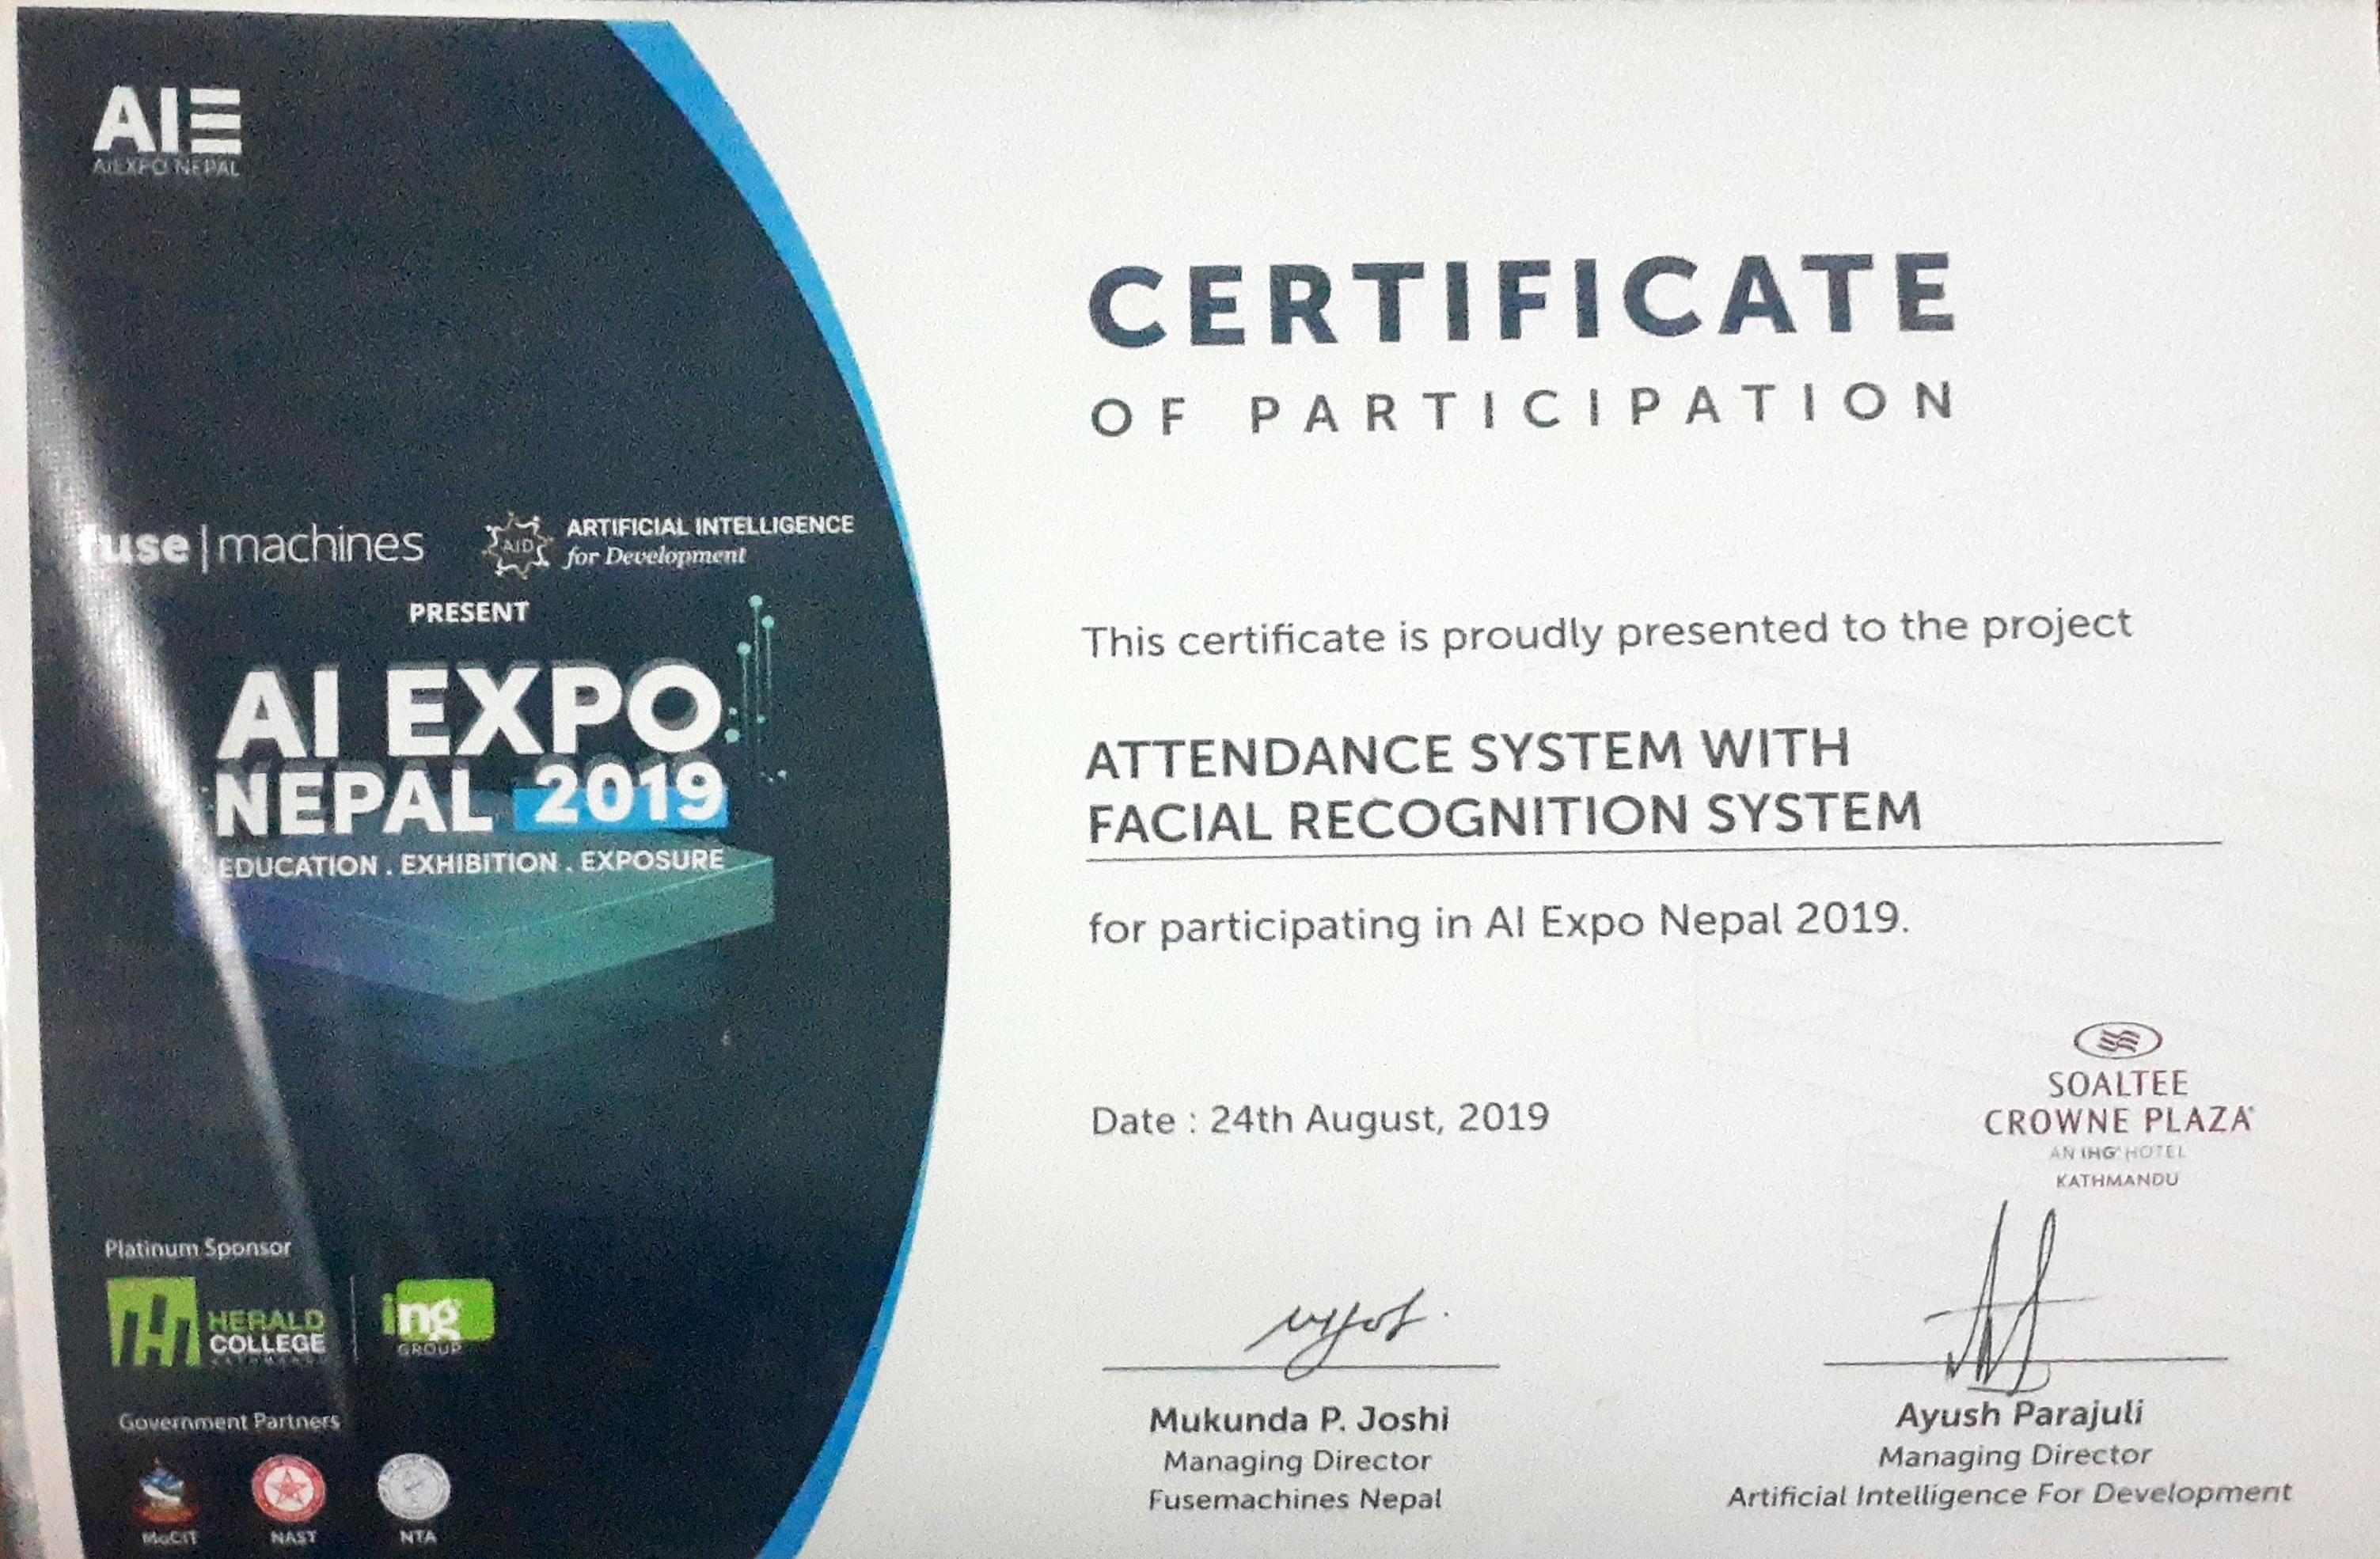 AIE
AI EXPO NEPAL
fuse|machines
AID
ARTIFICIAL INTELLIGENCE
for Development
PRESENT
AI EXPO
NEPAL 2019
EDUCATION . EXHIBITION . EXPOSURE
Platinum Sponsor
HERALD
COLLEGE
KATHMANDU
ing
GROUP
Government Partners
MoCIT NAST NTA
CERTIFICATE
OF PARTICIPATION
This certificate is proudly presented to the project
ATTENDANCE SYSTEM WITH
FACIAL RECOGNITION SYSTEM
for participating in AI Expo Nepal 2019.
Date : 24th August, 2019
SOALTEE
CROWNE PLAZA
AN IHG HOTEL
KATHMANDU
Mukunda P. Joshi
Managing Director
Fusemachines Nepal
Ayush Parajuli
Managing Director
Artificial Intelligence For Development